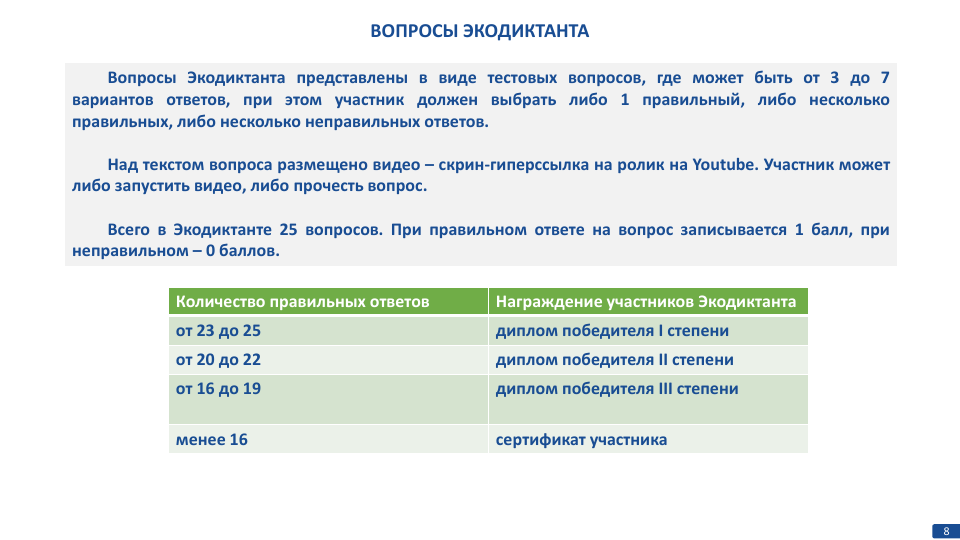 ВОПРОСЫ ЭКОДИКТАНТА
Вопросы Экодиктанта представлены в виде тестовых вопросов, где может быть от 3 до 7
вариантов ответов, при этом участник должен выбрать либо 1 правильный, либо несколько
правильных, либо несколько неправильных ответов.
Над текстом вопроса размещено видео – скрин-гиперссылка на ролик на Youtube. Участник может
либо запустить видео, либо прочесть вопрос.
Всего в Экодиктанте 25 вопросов. При правильном ответе на вопрос записывается 1 балл, при
неправильном – 0 баллов.
Количество правильных ответов Награждение участников Экодиктанта
от 23 до 25 диплом победителя I степени
от 20 до 22 диплом победителя II степени
от 16 до 19 диплом победителя III степени
менее 16 сертификат участника
8